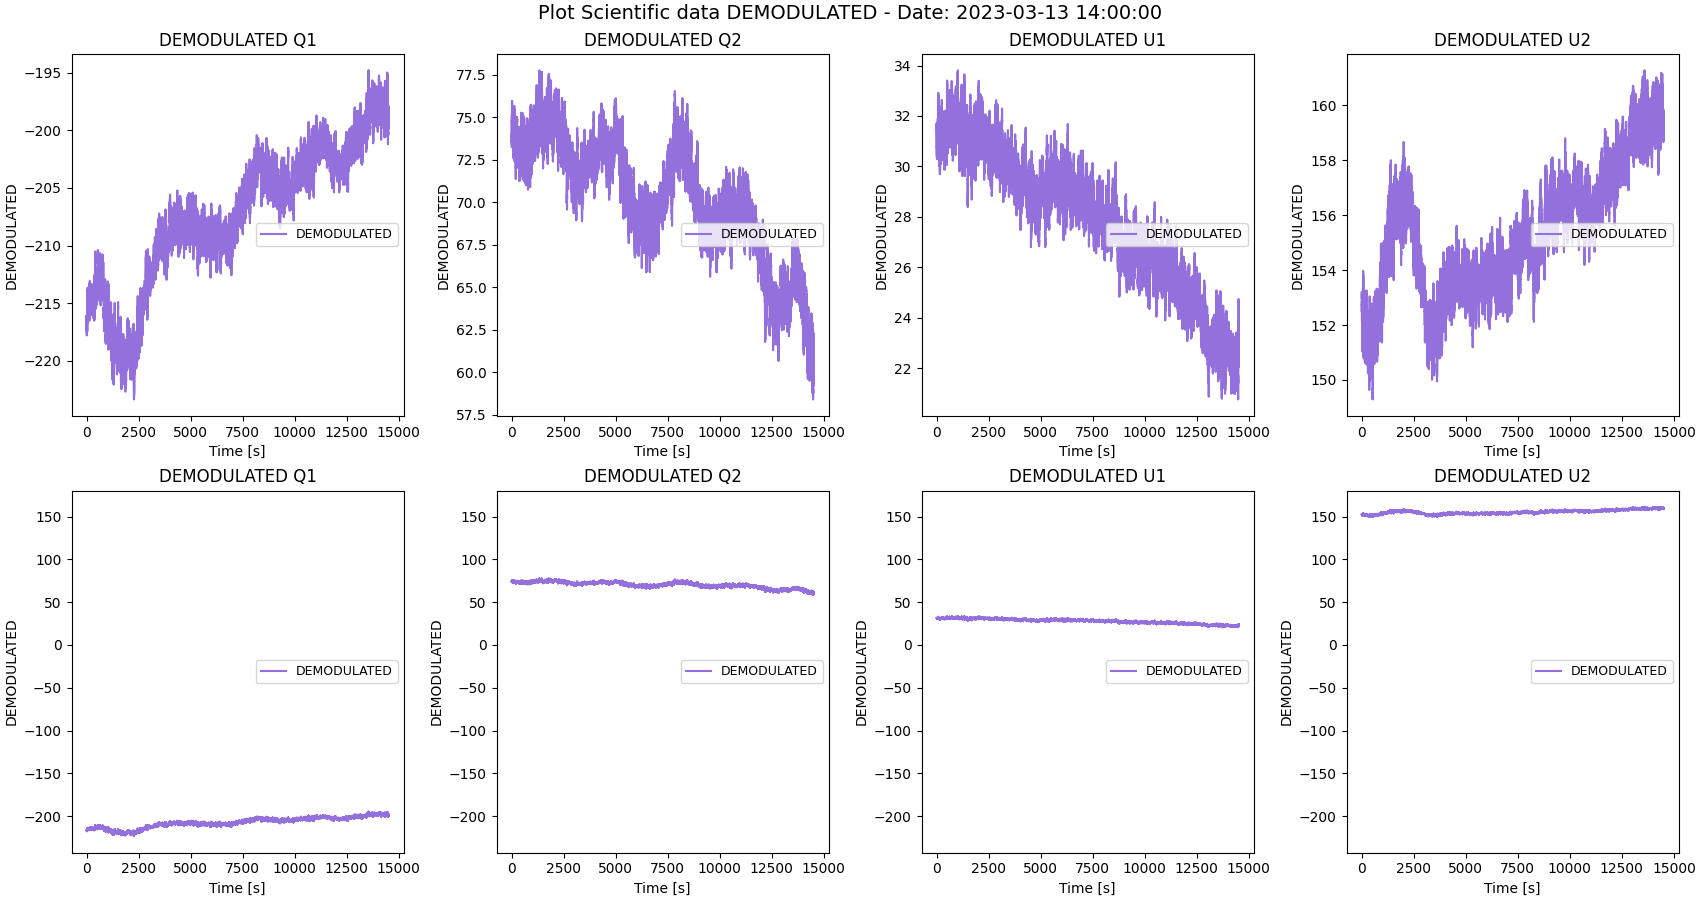 Plot Scientific data DEMODULATED - Date: 2023-03-13 14:00:00
DEMODULATED Q1
DEMODULATED
−195
−200
−205
−210
−215
−220
DEMODULATED
0 2500 5000 7500 10000 12500 15000
Time [s]
DEMODULATED Q2
DEMODULATED
77.5
75.0
72.5
70.0
67.5
65.0
62.5
60.0
57.5
DEMODULATED
0 2500 5000 7500 10000 12500 15000
Time [s]
DEMODULATED U1
DEMODULATED
34
32
30
28
26
24
22
DEMODULATED
0 2500 5000 7500 10000 12500 15000
Time [s]
DEMODULATED U2
DEMODULATED
160
158
156
154
152
150
DEMODULATED
0 2500 5000 7500 10000 12500 15000
Time [s]
DEMODULATED Q1
DEMODULATED
150
100
50
0
−50
−100
−150
−200
DEMODULATED
0 2500 5000 7500 10000 12500 15000
Time [s]
DEMODULATED Q2
DEMODULATED
150
100
50
0
−50
−100
−150
−200
DEMODULATED
0 2500 5000 7500 10000 12500 15000
Time [s]
DEMODULATED U1
DEMODULATED
150
100
50
0
−50
−100
−150
−200
DEMODULATED
0 2500 5000 7500 10000 12500 15000
Time [s]
DEMODULATED U2
DEMODULATED
150
100
50
0
−50
−100
−150
−200
DEMODULATED
0 2500 5000 7500 10000 12500 15000
Time [s]